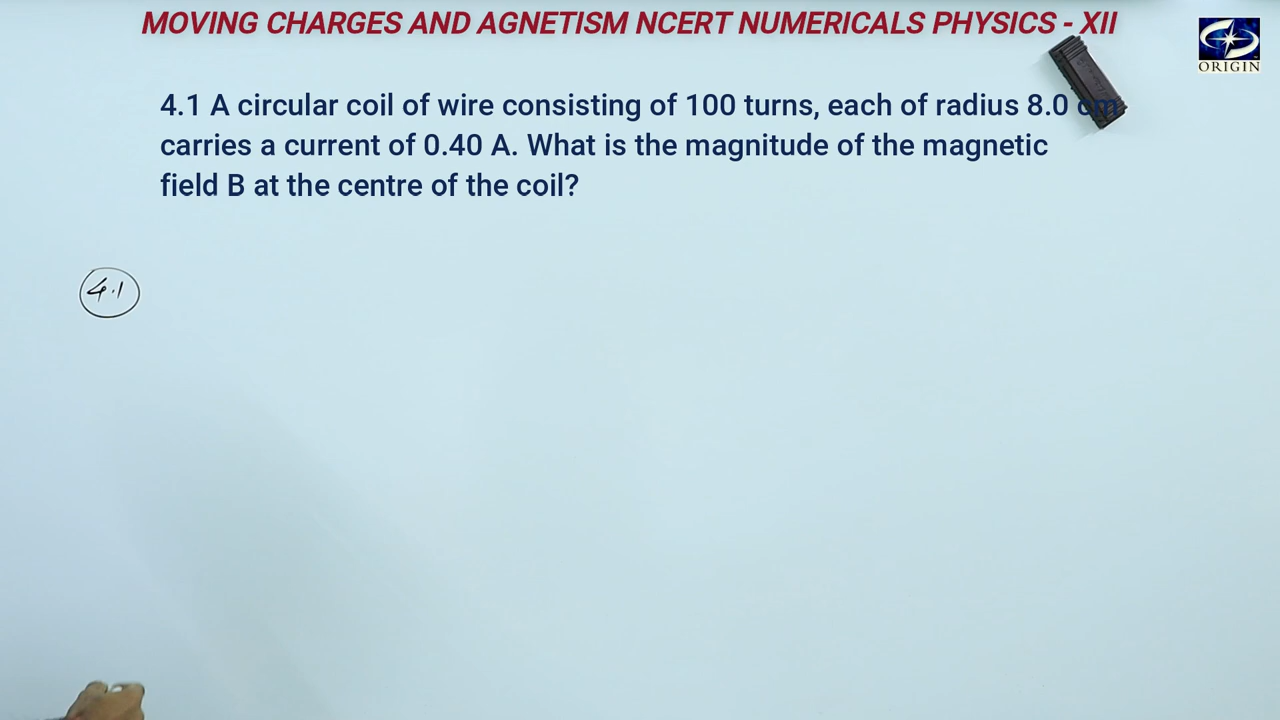 MOVING CHARGES AND AGNETISM NCERT NUMERICALS PHYSICS - XII
ORIGIN
4.1 A circular coil of wire consisting of 100 turns, each of radius 8.0 cm
carries a current of 0.40 A. What is the magnitude of the magnetic
field B at the centre of the coil?
4.1